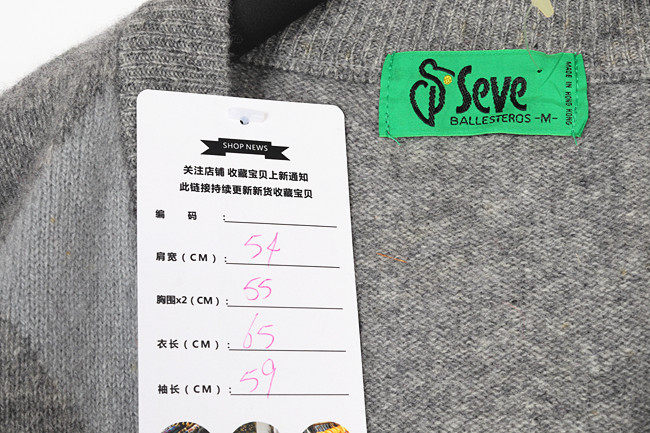 Seve
BALLESTEROS -M-
MADE IN HONG KONG
SHOP NEWS
关注店铺 收藏宝贝上新通知
此链接持续更新新货收藏宝贝
编 码 :
肩宽(CM): 54
胸围x2(CM): 55
衣长(CM): 65
袖长(CM): 59